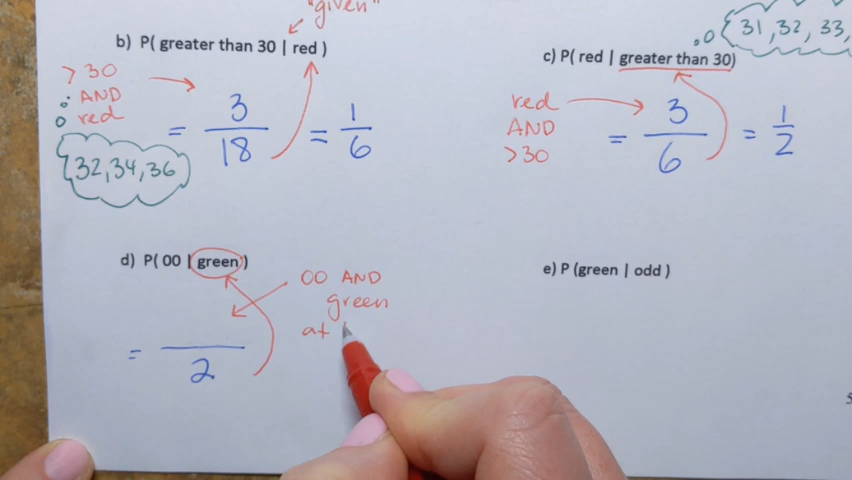 "given"
b) P( greater than 30 | red )
> 30
AND
red
= 3/18 = 1/6
32,34,36
31,32,33,
c) P( red | greater than 30)
red
AND
>30
= 3/6 = 1/2
d) P( 00 | green )
00 AND
green
at
= 2
e) P (green | odd )
5